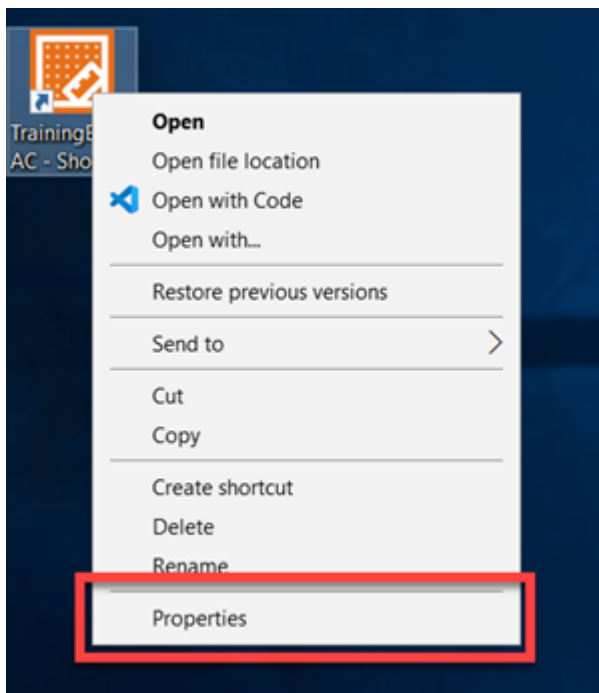 AC - Sho
Open
Open file location
Open with Code
Open with...
Restore previous versions
Send to
Cut
Copy
Create shortcut
Delete
Rename
Properties